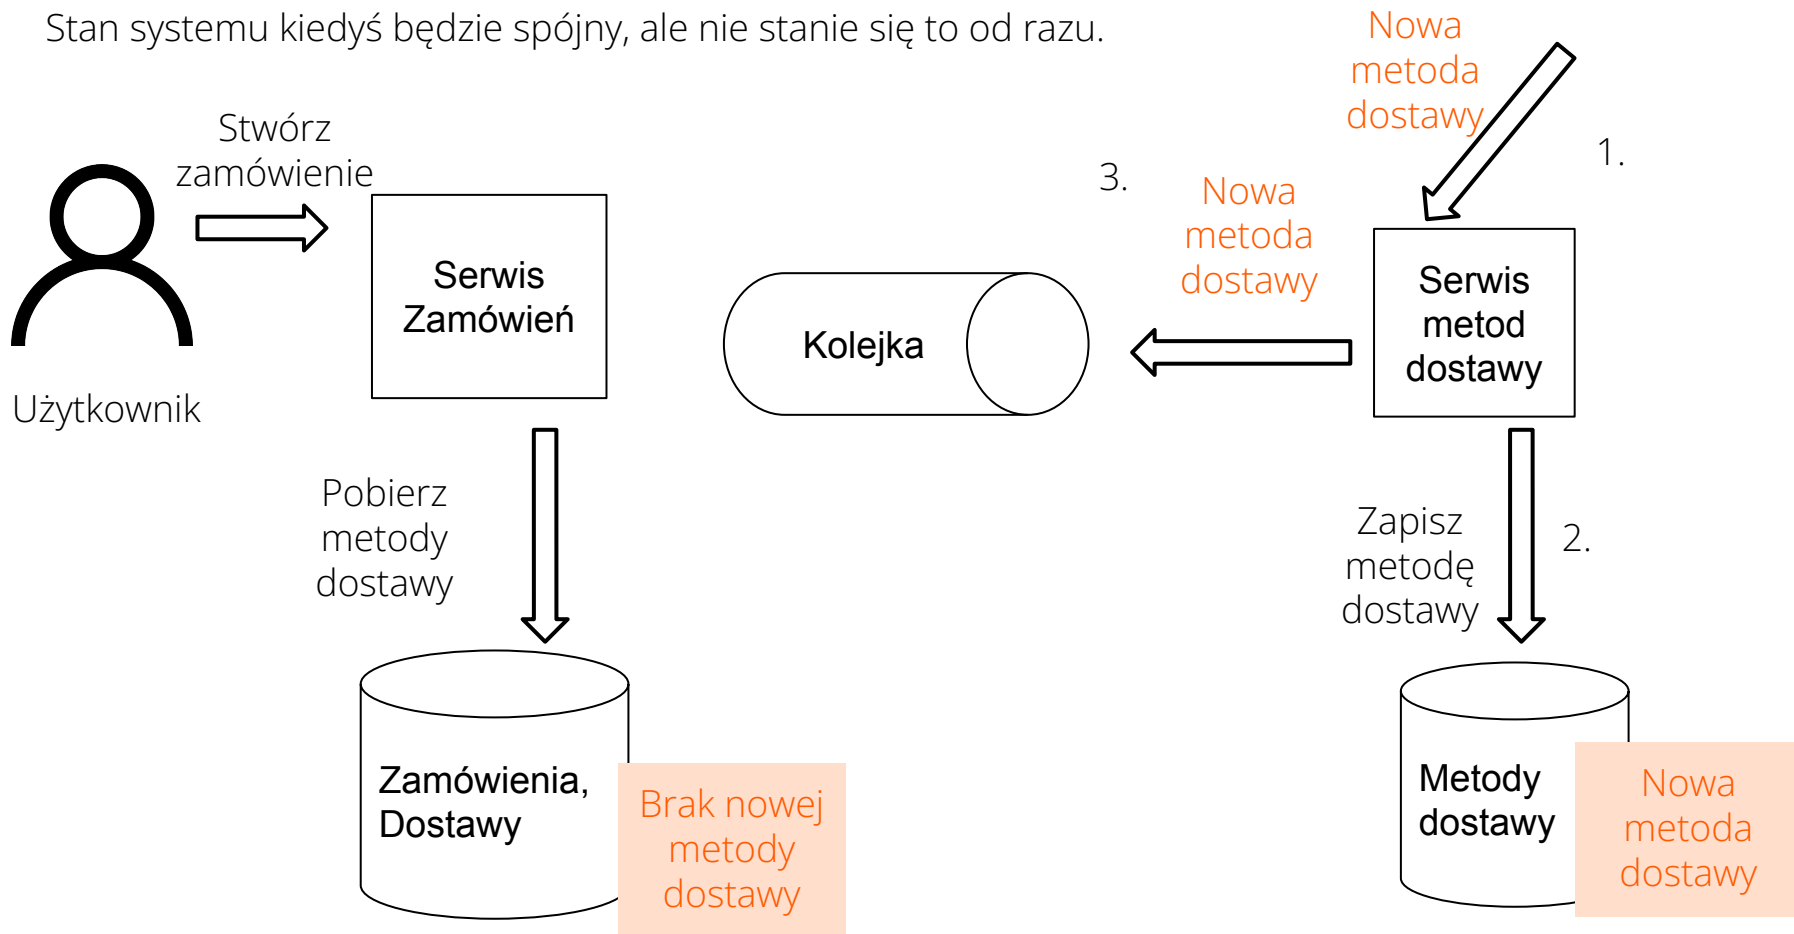 Stan systemu kiedyś będzie spójny, ale nie stanie się to od razu.
Stwórz
zamówienie
Użytkownik
Serwis
Zamówień
Pobierz
metody
dostawy
Zamówienia,
Dostawy
Brak nowej
metody
dostawy
Kolejka
3.
Nowa
metoda
dostawy
Nowa
metoda
dostawy
1.
Serwis
metod
dostawy
Zapisz
metodę
dostawy
2.
Metody
dostawy
Nowa
metoda
dostawy